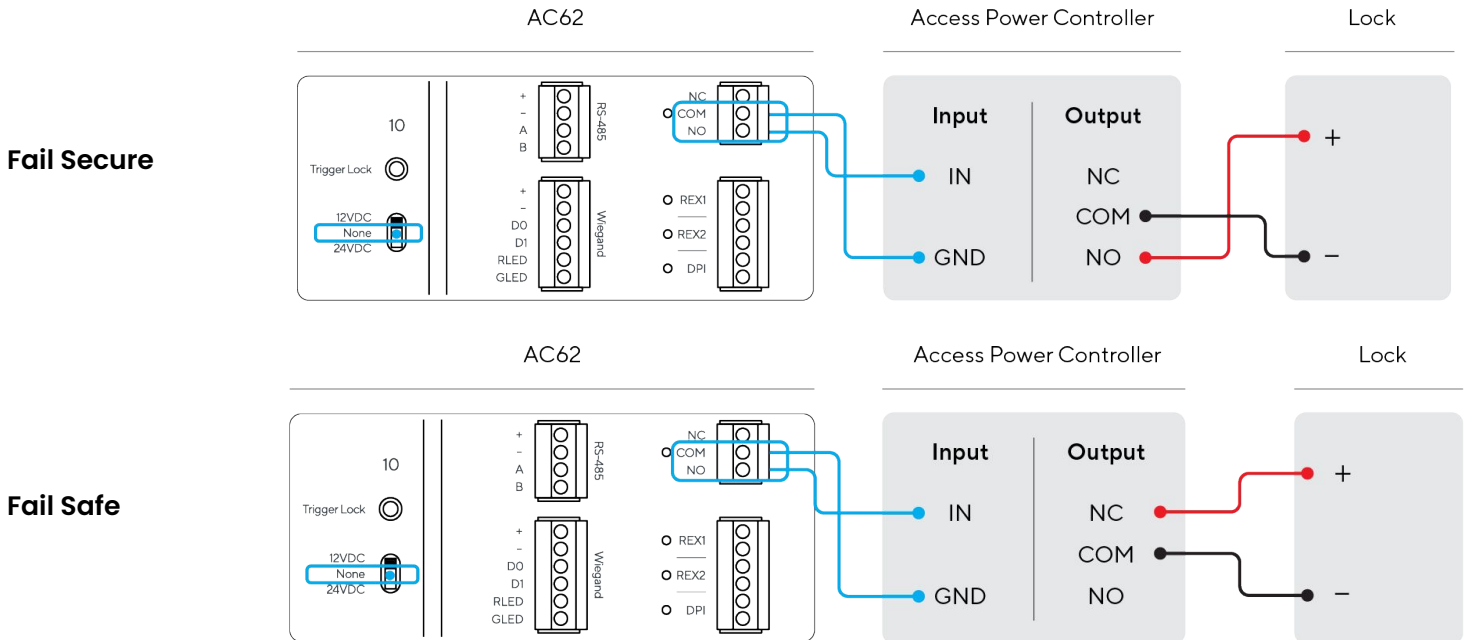 AC62 Access Power Controller Lock
Fail Secure
10
Trigger Lock
12VDC
None
24VDC
+
-
A
B
RS-485
+
-
D0
D1
RLED
GLED
Wiegand
NC
COM
NO
REX1
REX2
DPI
Input
IN
GND
Output
NC
COM
NO
+
−
AC62 Access Power Controller Lock
Fail Safe
10
Trigger Lock
12VDC
None
24VDC
+
-
A
B
RS-485
+
-
D0
D1
RLED
GLED
Wiegand
NC
COM
NO
REX1
REX2
DPI
Input
IN
GND
Output
NC
COM
NO
+
−